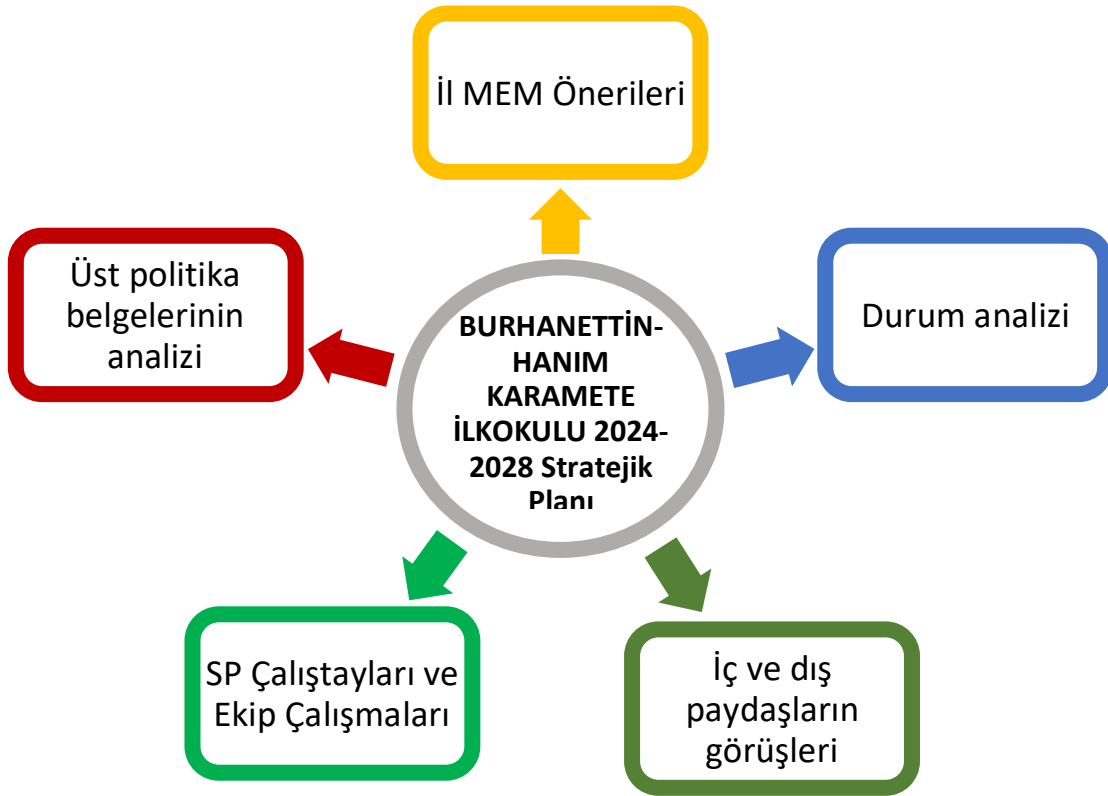 İl MEM Önerileri
Üst politika
belgelerinin
analizi
Durum analizi
BURHANETTİN-
HANIM
KARAMETE
İLKOKULU 2024-
2028 Stratejik
Planı
SP Çalıştayları ve
Ekip Çalışmaları
İç ve dış
paydaşların
görüşleri